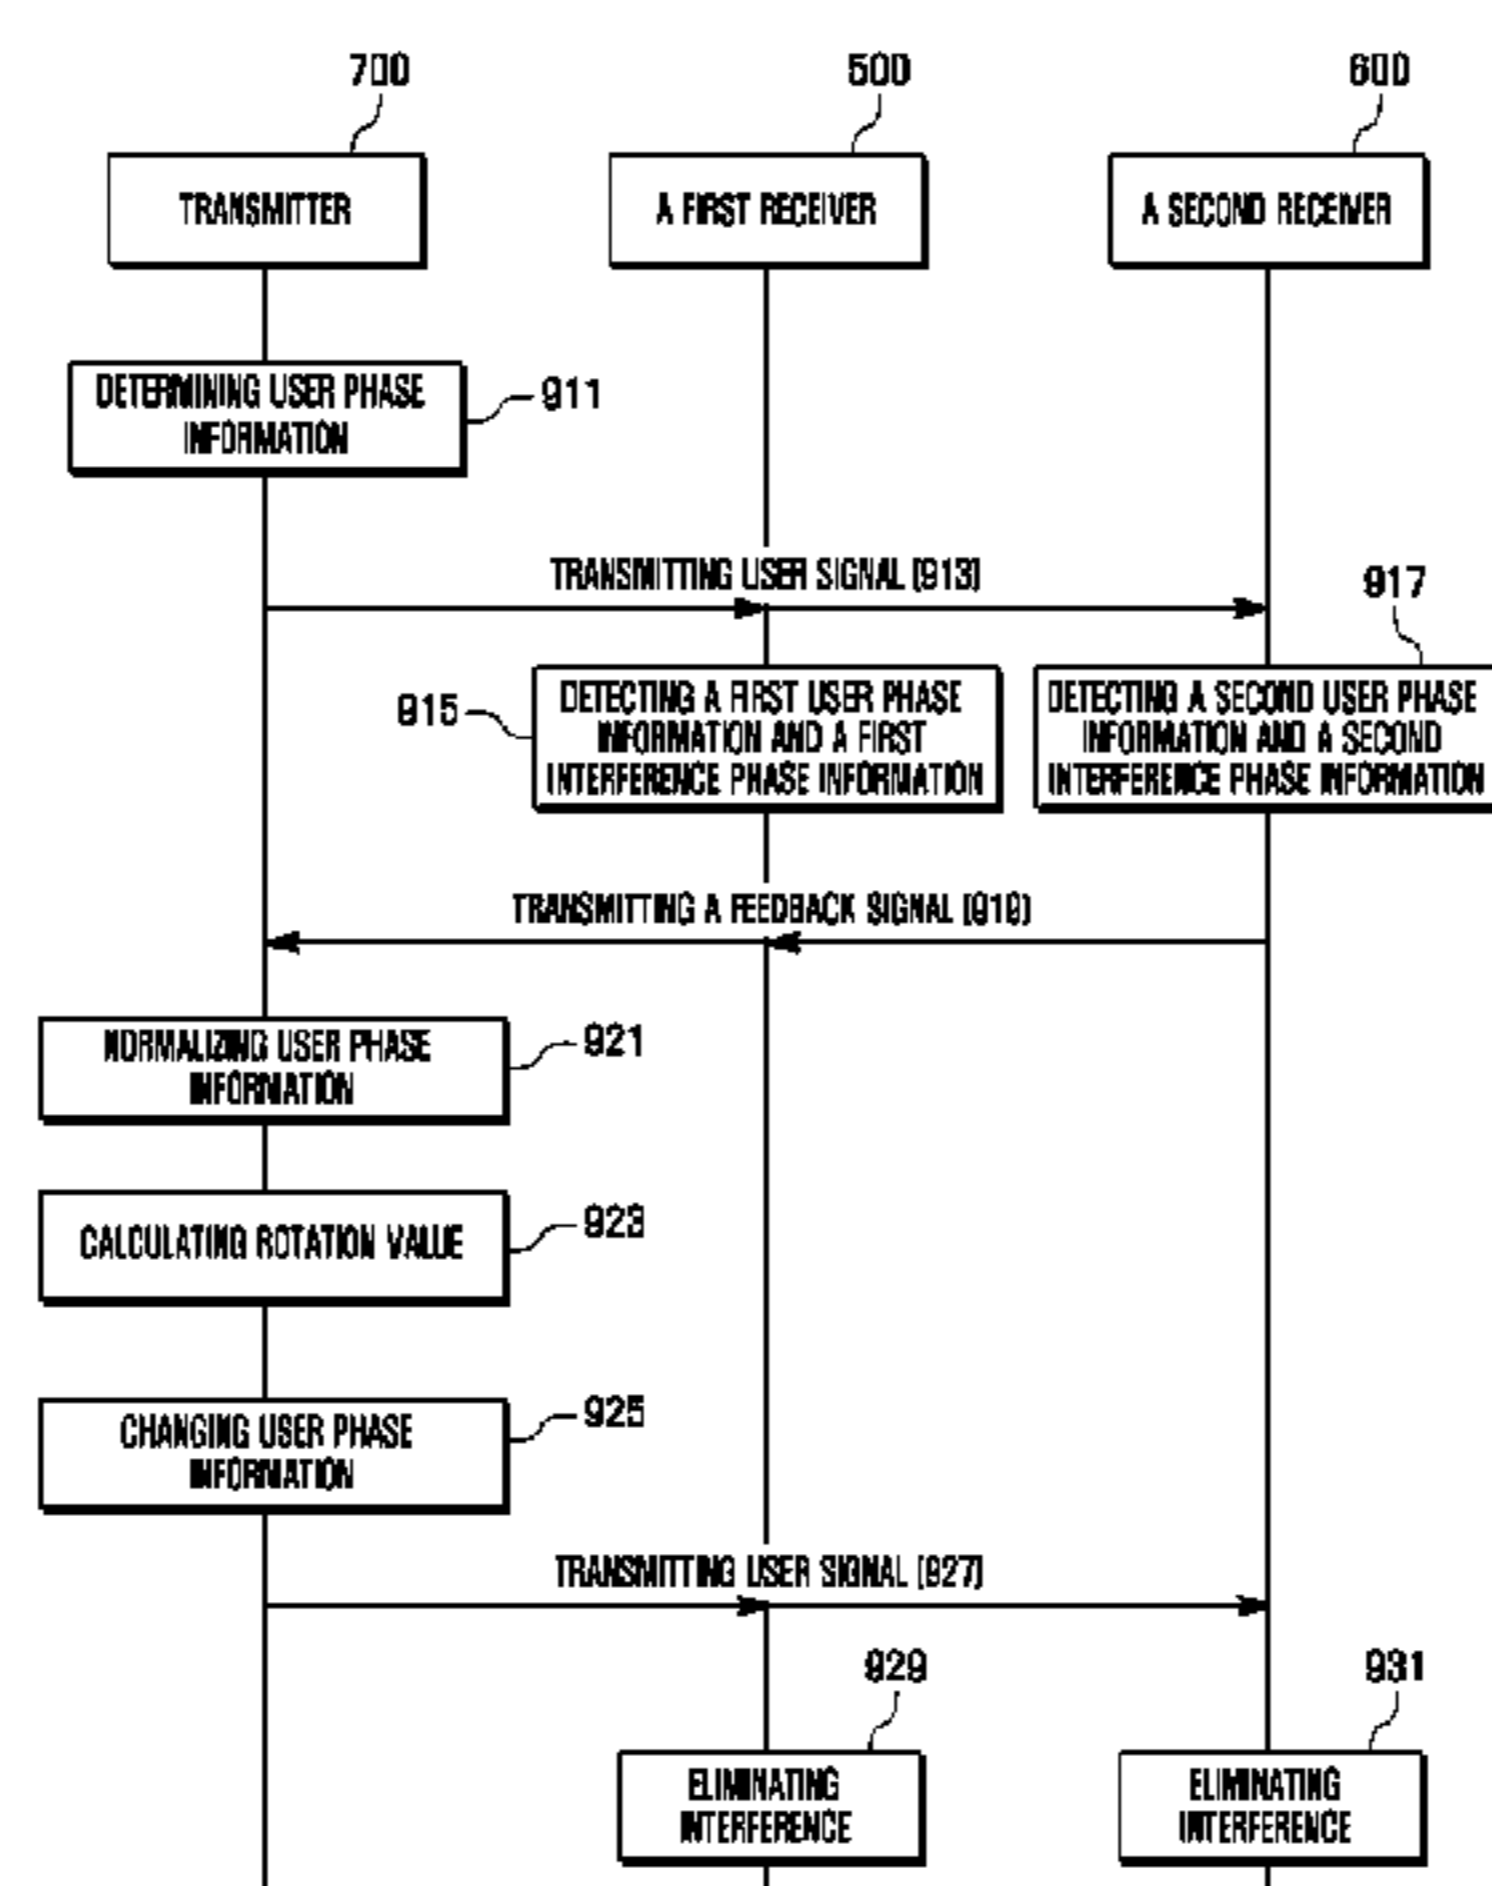 700
500
600
TRANSMITTER
A FIRST RECEIVER
A SECOND RECEIVER
DETERMINING USER PHASE
INFORMATION
911
TRANSMITTING USER SIGNAL (913)
917
915
DETECTING A FIRST USER PHASE
INFORMATION AND A FIRST
INTERFERENCE PHASE INFORMATION
DETECTING A SECOND USER PHASE
INFORMATION AND A SECOND
INTERFERENCE PHASE INFORMATION
TRANSMITTING A FEEDBACK SIGNAL (919)
NORMALIZING USER PHASE
INFORMATION
921
CALCULATING ROTATION VALUE
923
CHANGING USER PHASE
INFORMATION
925
TRANSMITTING USER SIGNAL (927)
929
931
ELIMINATING
INTERFERENCE
ELIMINATING
INTERFERENCE